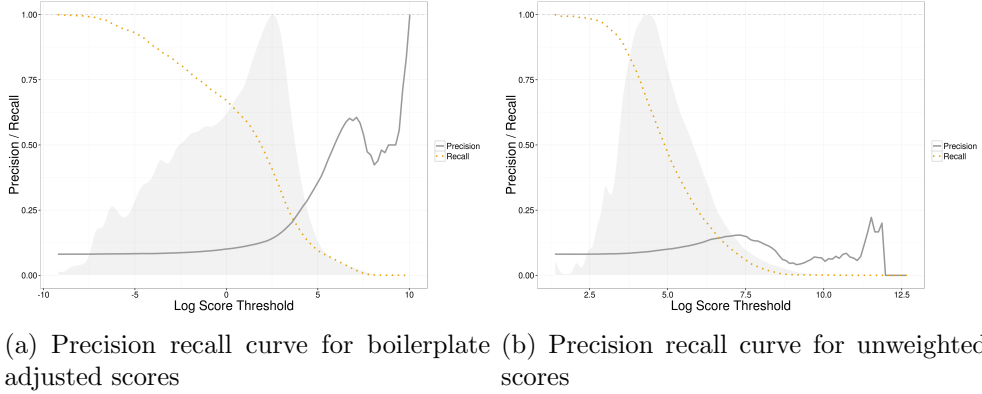 1.00
0.75
0.50
0.25
0.00
Precision / Recall
-10
-5
0
5
10
Log Score Threshold
Precision
Recall
1.00
0.75
0.50
0.25
0.00
Precision / Recall
2.5
5.0
7.5
10.0
12.5
Log Score Threshold
Precision
Recall
(a) Precision recall curve for boilerplate
adjusted scores
(b) Precision recall curve for unweighted
scores